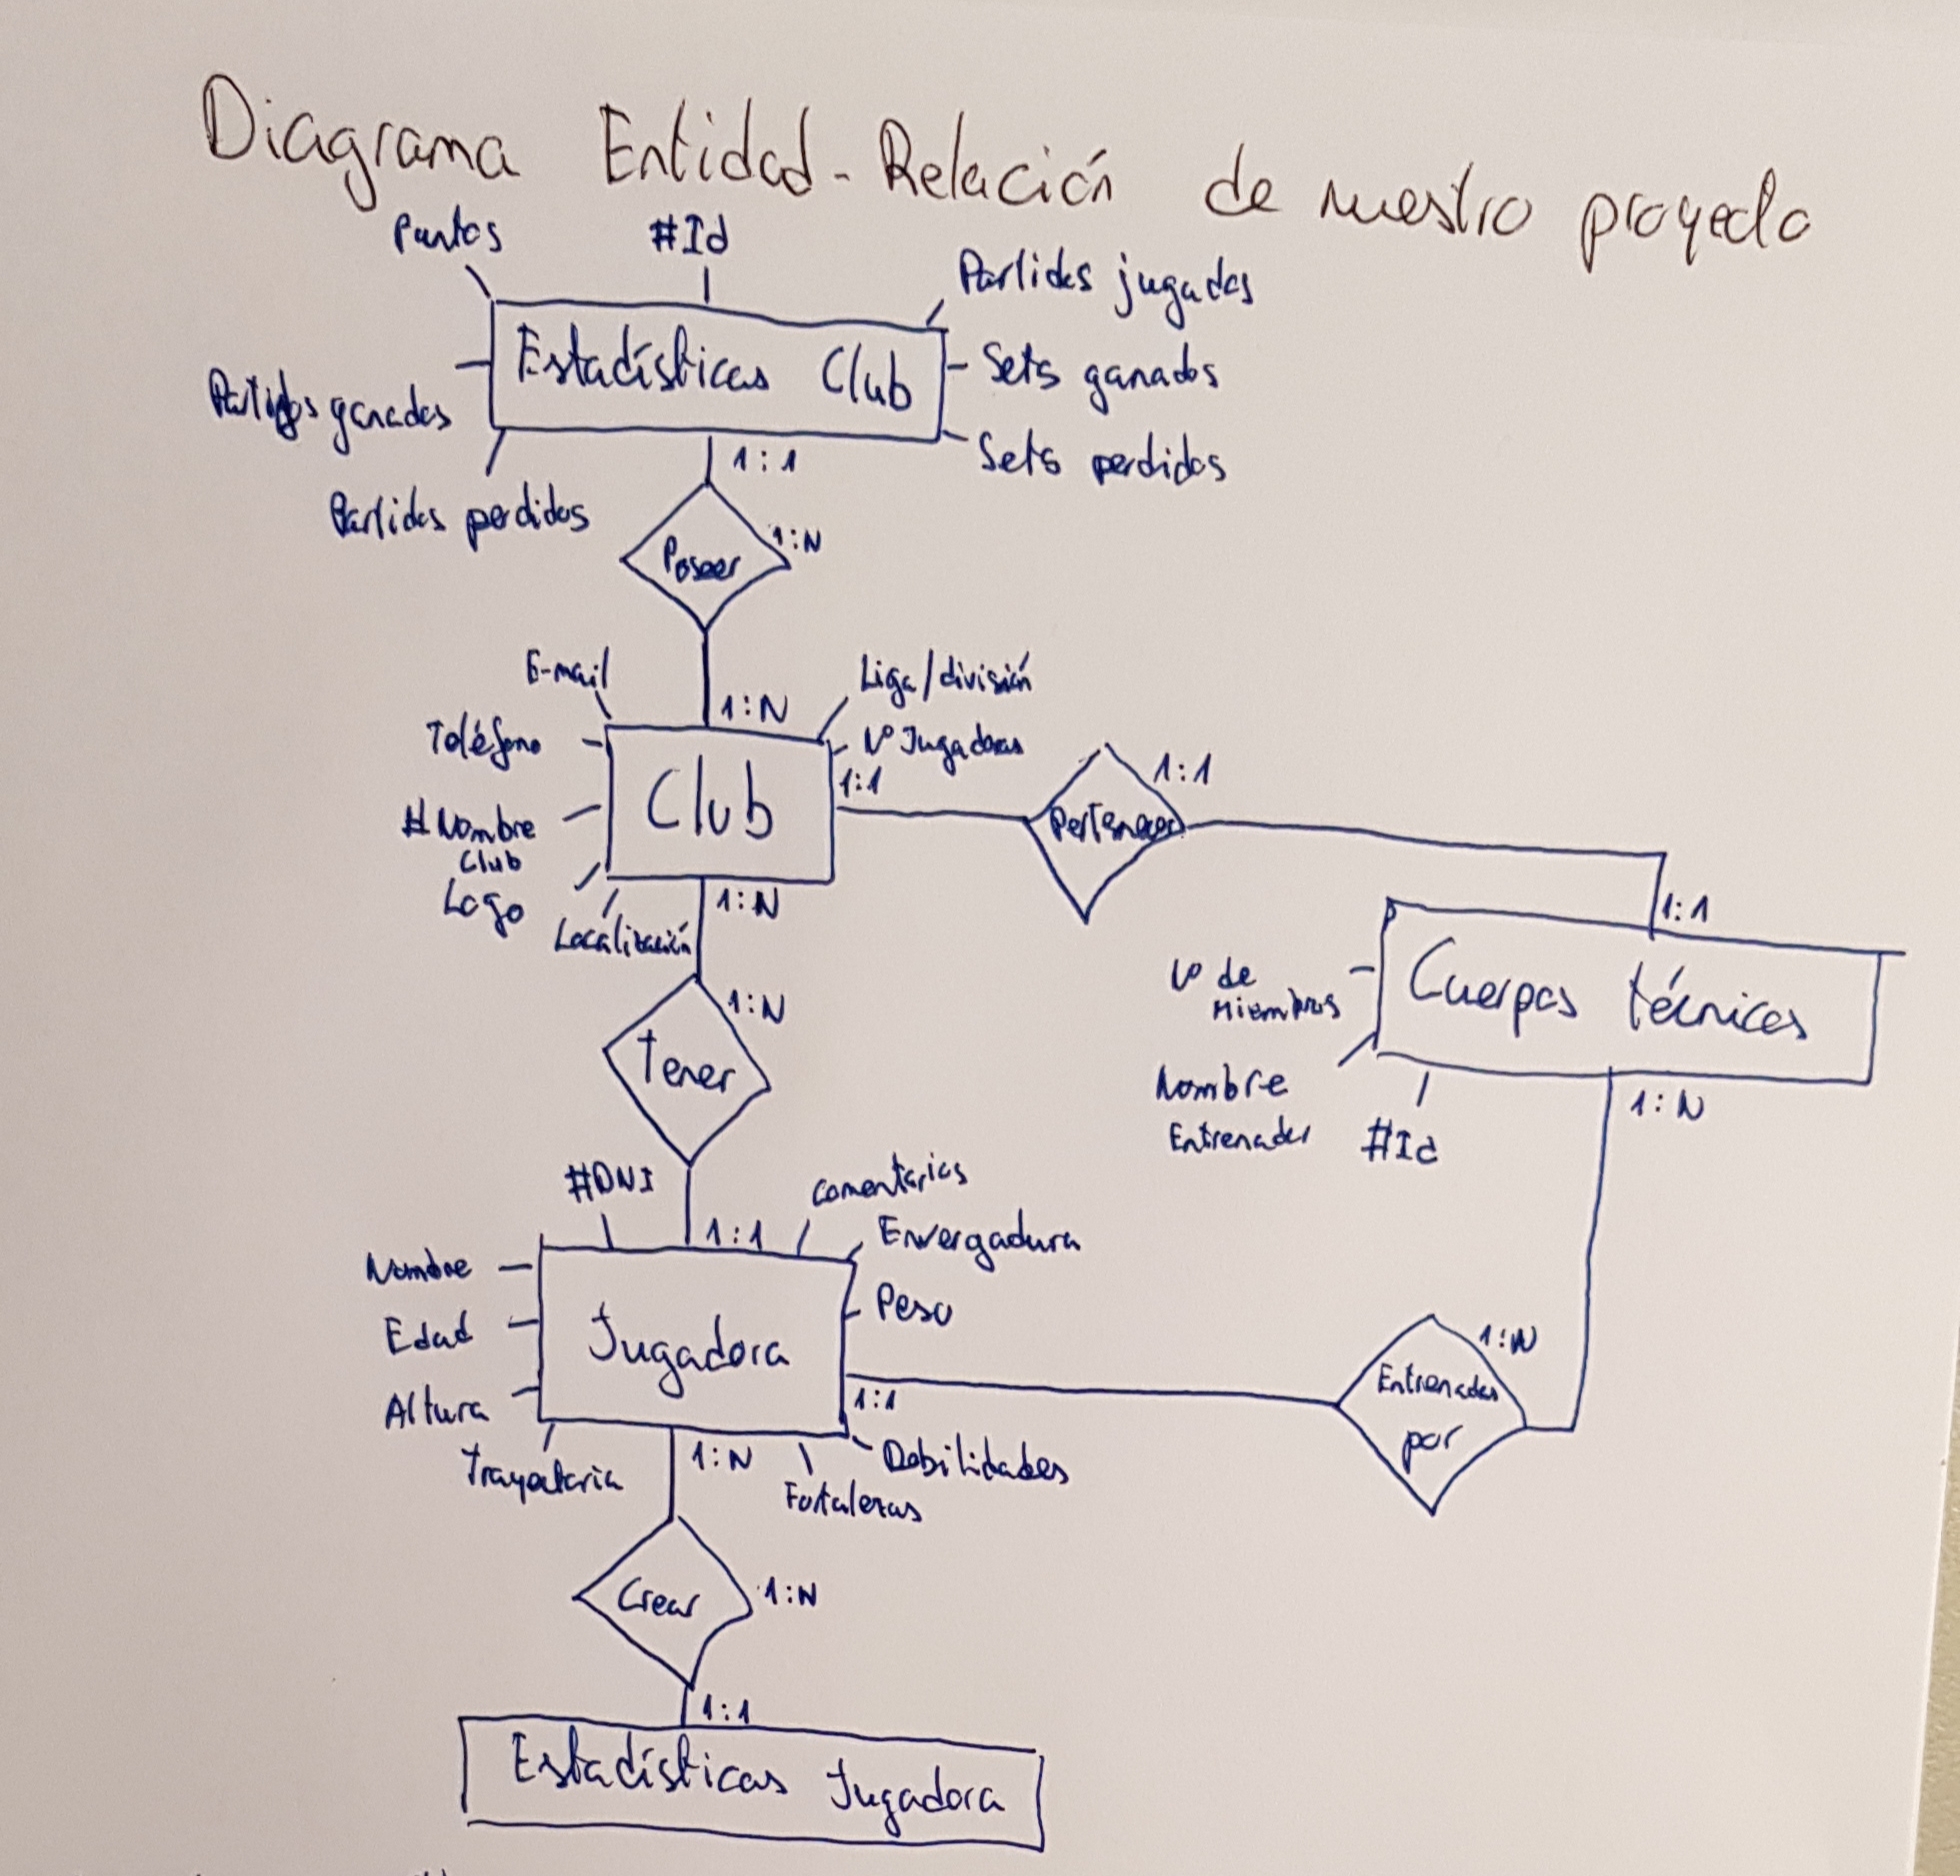 Diagrama Entidad-Relación de nuestro proyecto
Puntos
#Id
Partidos jugados
Estadísticas Club
Sets ganados
Partidos ganados
Sets perdidos
1:1
Partidos perdidos
Poseer
1:N
E-mail
Liga/división
1:N
Teléfono
Nº Jugadoras
1:1
Club
#Nombre
Club
Logo
Localización
1:N
Pertenecer
1:1
1:1
Cuerpos técnicos
Nº de
Miembros
Nombre
Entrenador
#Id
1:N
Tener
1:N
#DNI
1:1
comentarios
Envergadura
Nombre
Peso
Edad
Jugadora
Altura
1:1
Trayectoria
1:N
Fortalezas
Debilidades
Entrenadas
por
1:N
Crear
1:N
1:1
Estadísticas Jugadora